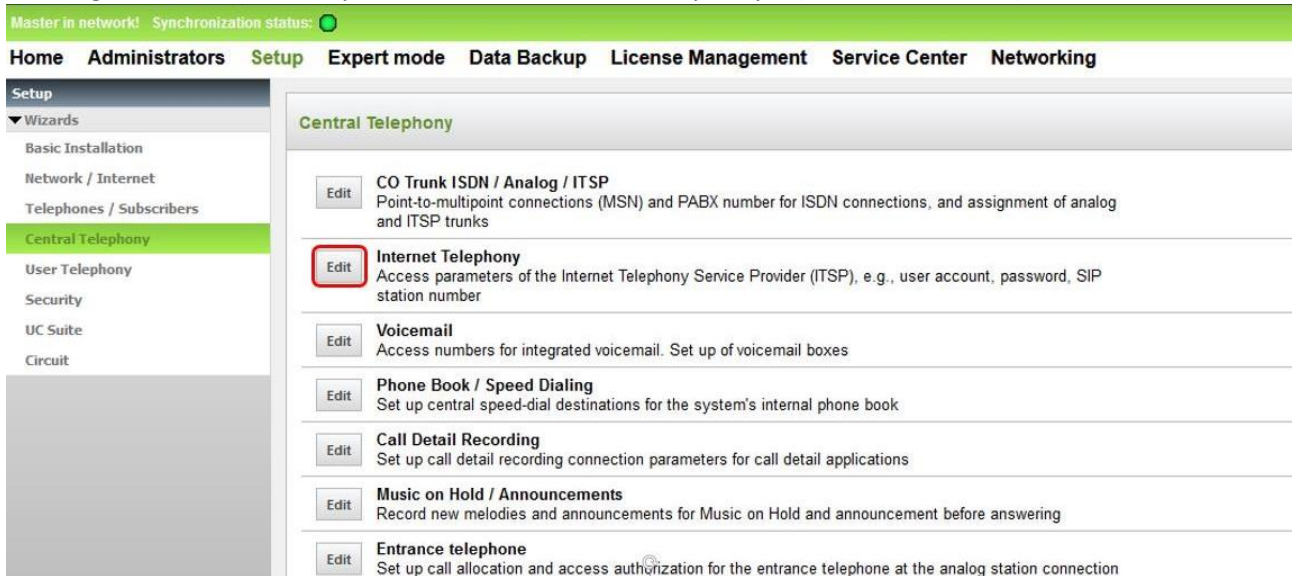 Master in network! Synchronization status:
Home Administrators Setup Expert mode Data Backup License Management Service Center Networking
Setup
Wizards
Basic Installation
Network / Internet
Telephones / Subscribers
Central Telephony
User Telephony
Security
UC Suite
Circuit
Central Telephony
Edit CO Trunk ISDN / Analog / ITSP
Point-to-multipoint connections (MSN) and PABX number for ISDN connections, and assignment of analog
and ITSP trunks
Edit Internet Telephony
Access parameters of the Internet Telephony Service Provider (ITSP), e.g., user account, password, SIP
station number
Edit Voicemail
Access numbers for integrated voicemail. Set up of voicemail boxes
Edit Phone Book / Speed Dialing
Set up central speed-dial destinations for the system's internal phone book
Edit Call Detail Recording
Set up call detail recording connection parameters for call detail applications
Edit Music on Hold / Announcements
Record new melodies and announcements for Music on Hold and announcement before answering
Edit Entrance telephone
Set up call allocation and access authorization for the entrance telephone at the analog station connection